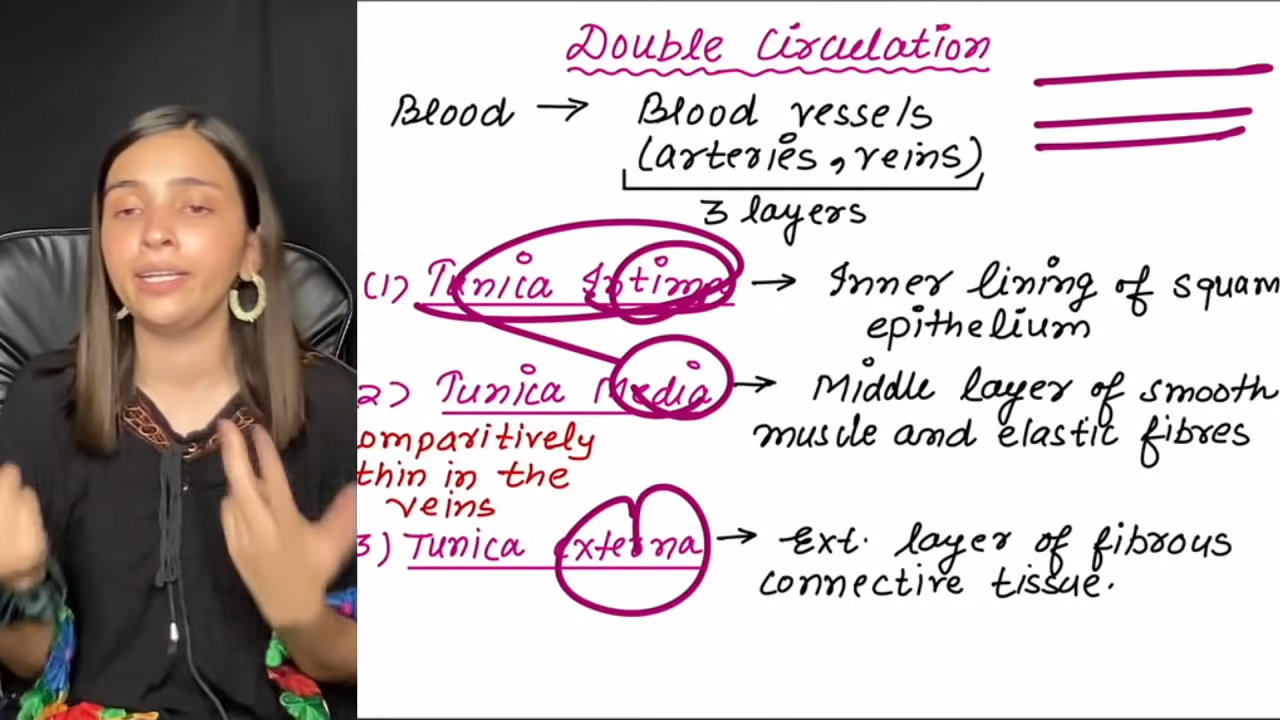 Double Circulation
Blood → Blood vessels
(arteries, veins)
3 layers
(1) Tunica Intima → Inner lining of squam
epithelium
2) Tunica Media → Middle layer of smooth
muscle and elastic fibres
omparitively
thin in the
veins
3) Tunica externa → Ext. layer of fibrous
connective tissue.